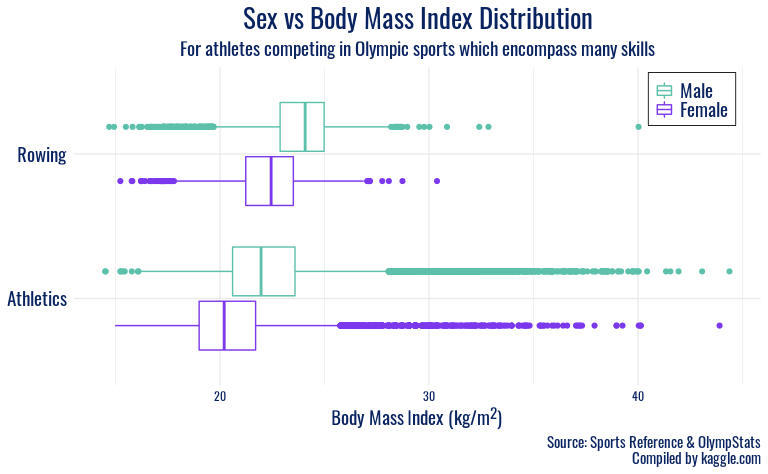 Sex vs Body Mass Index Distribution
For athletes competing in Olympic sports which encompass many skills
Male
Female
Rowing
Athletics
20 30 40
Body Mass Index (kg/m²)
Source: Sports Reference & OlympStats
Compiled by kaggle.com